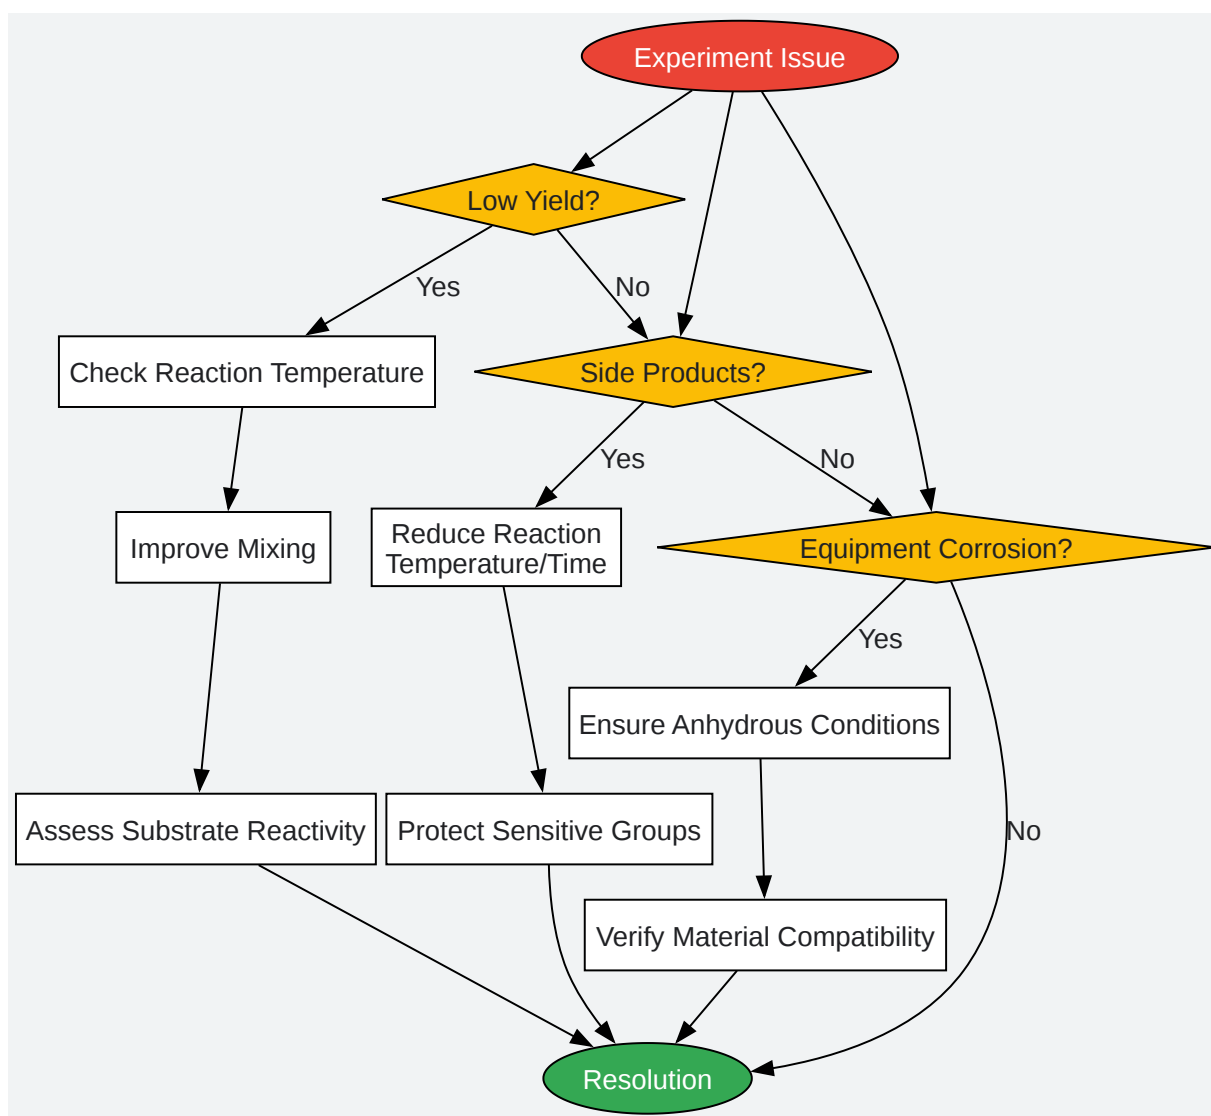 Experiment Issue
Low Yield?
Yes
No
Check Reaction Temperature
Side Products?
Yes
No
Improve Mixing
Reduce Reaction
Temperature/Time
Equipment Corrosion?
Yes
Ensure Anhydrous Conditions
Assess Substrate Reactivity
Protect Sensitive Groups
No
Verify Material Compatibility
Resolution